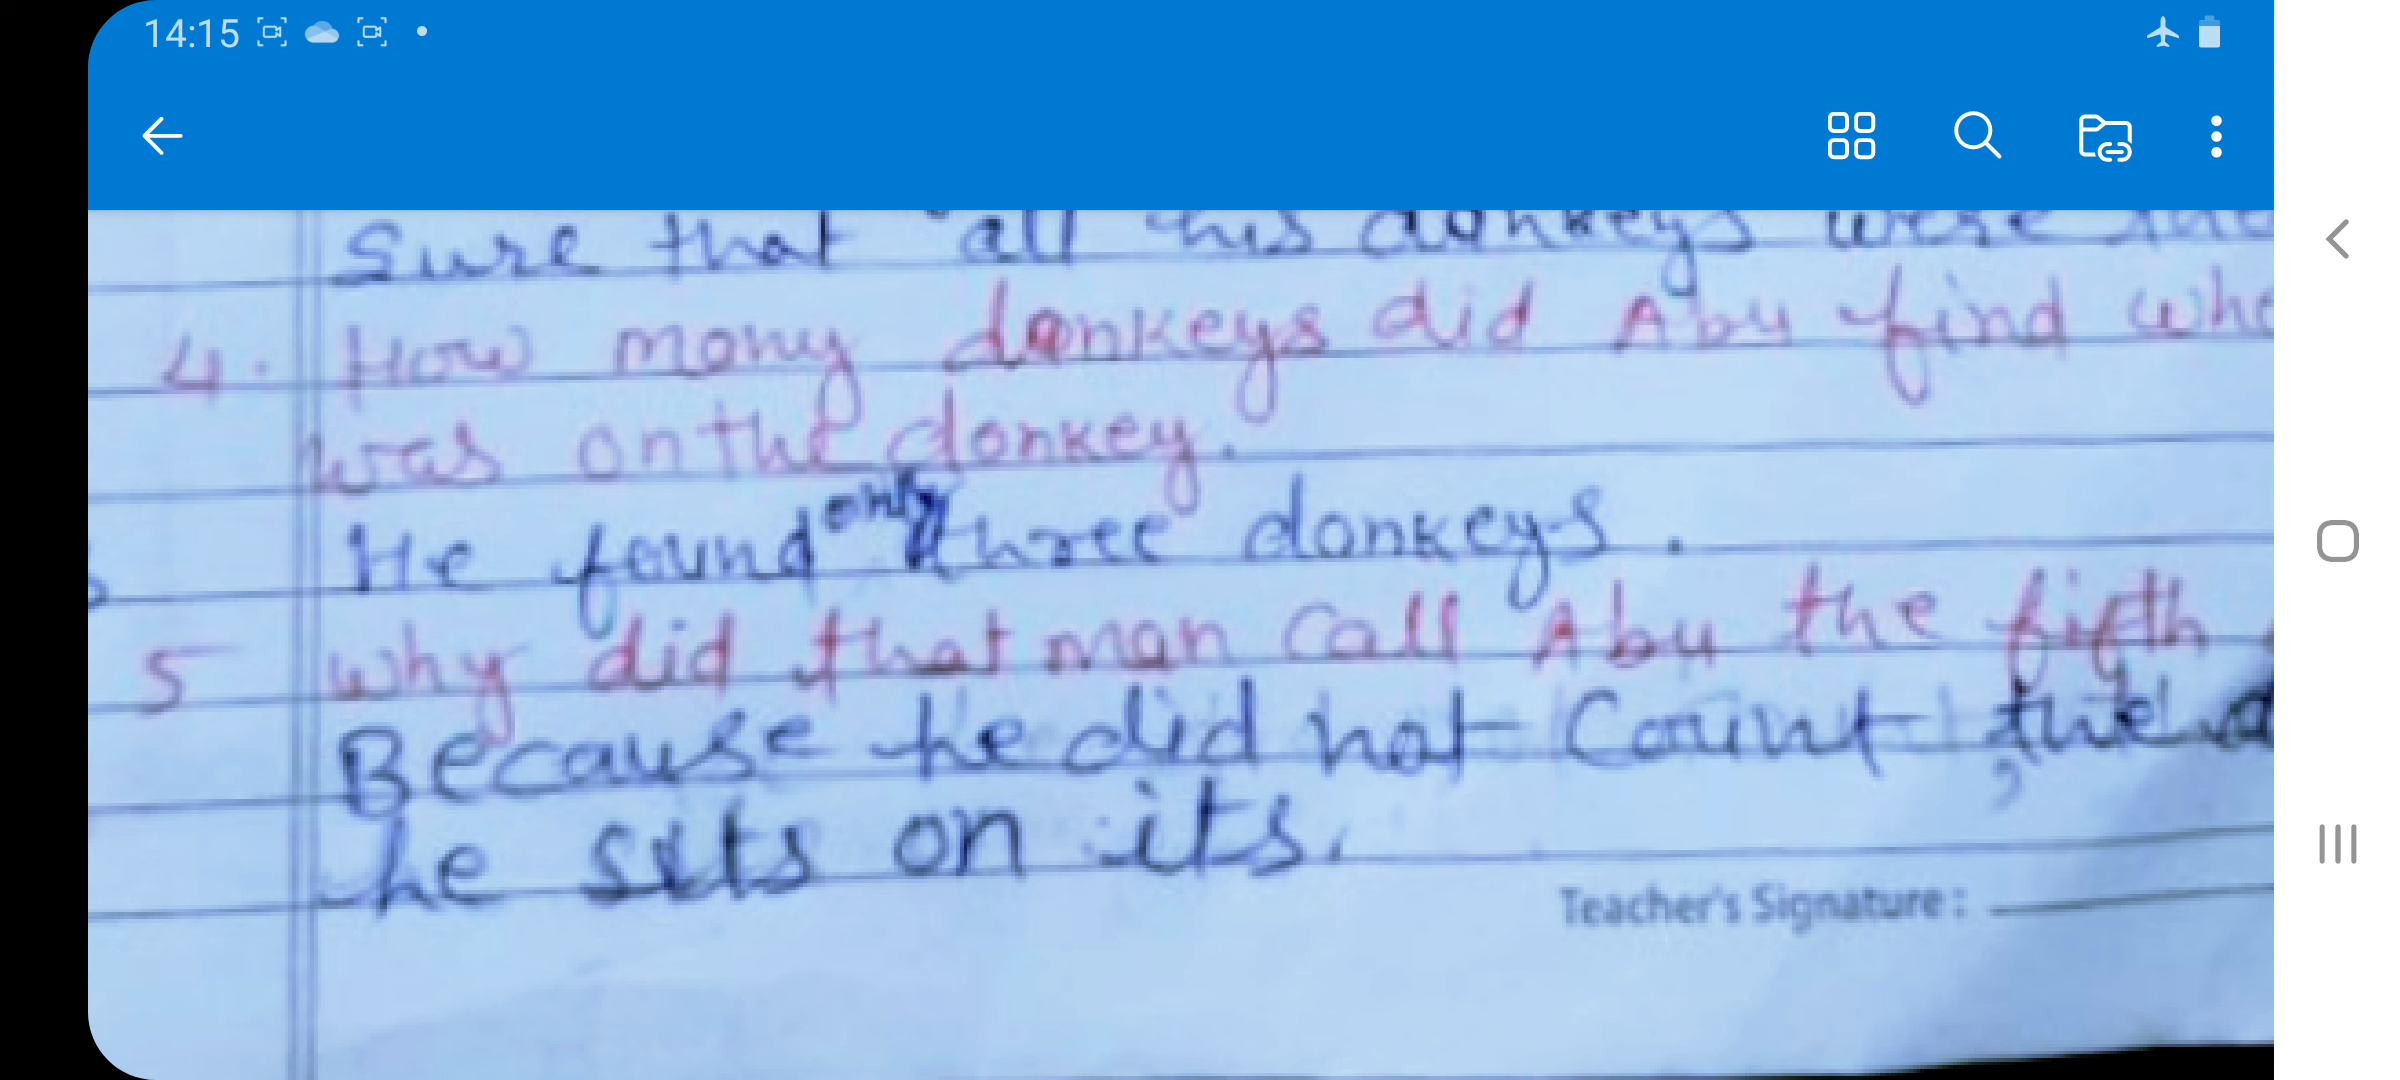 14:15
Sure that all his donkeys were
4. How many donkeys did Abu find whe
was on the donkey.
He found only three donkeys.
5 why did that man call Abu the fifth
Because he did not Count the
he sits on its.
Teacher's Signature: